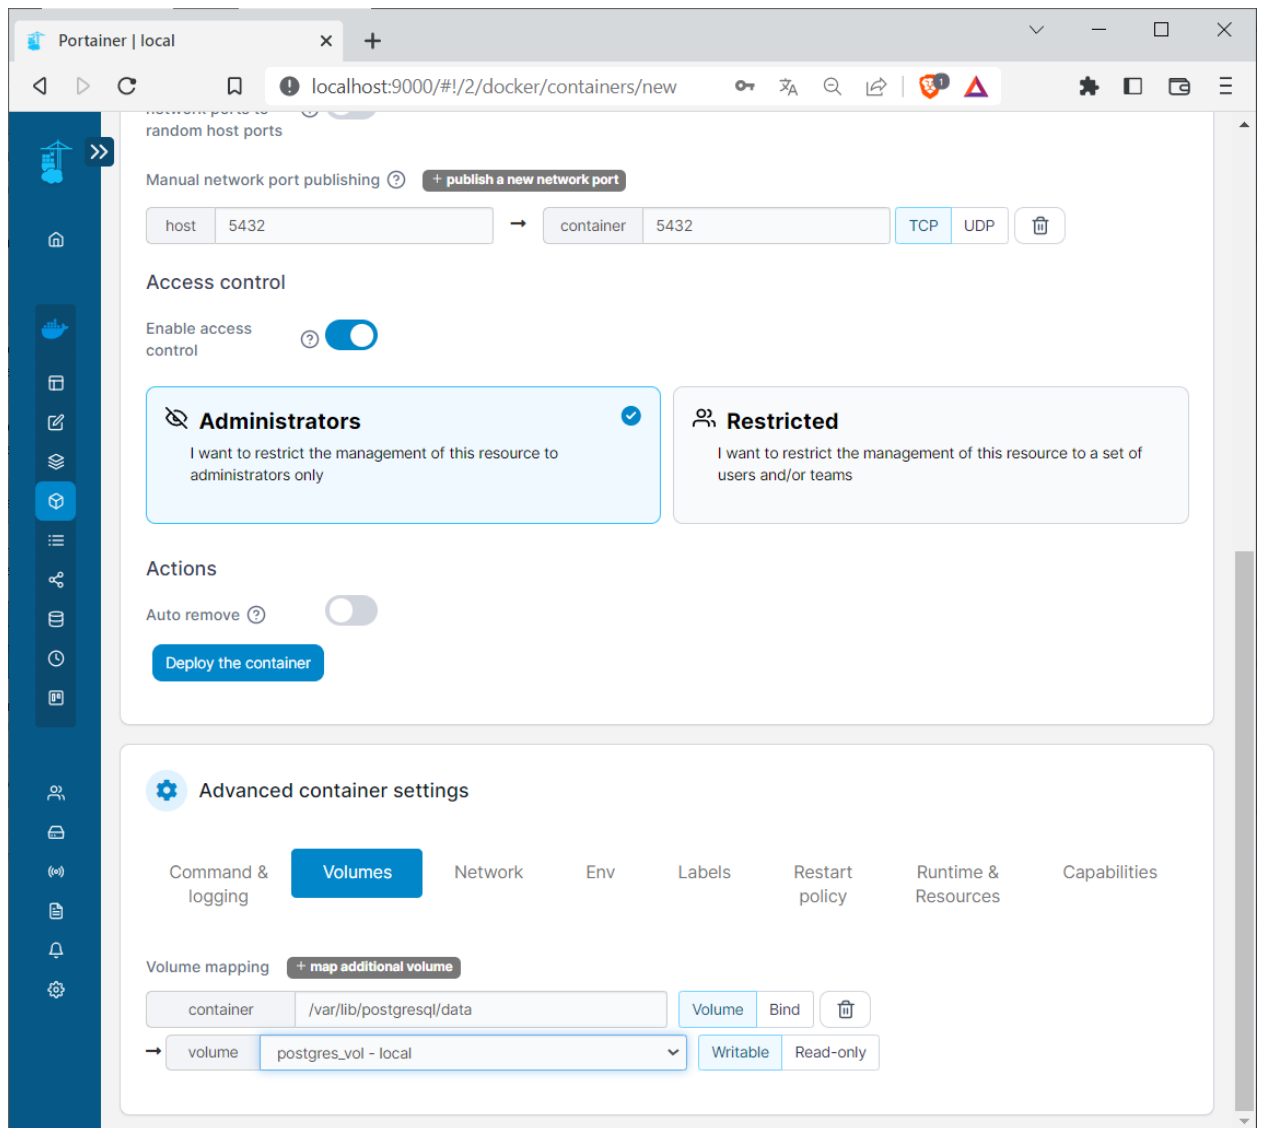 Portainer | local
localhost:9000/#!/2/docker/containers/new
1
network ports to
random host ports
Manual network port publishing
+ publish a new network port
host 5432 → container 5432 TCP UDP
Access control
Enable access
control
Administrators
I want to restrict the management of this resource to
administrators only
Restricted
I want to restrict the management of this resource to a set of
users and/or teams
Actions
Auto remove
Deploy the container
Advanced container settings
Command &
logging
Volumes
Network
Env
Labels
Restart
policy
Runtime &
Resources
Capabilities
Volume mapping
+ map additional volume
container /var/lib/postgresql/data Volume Bind
→ volume postgres_vol - local Writable Read-only